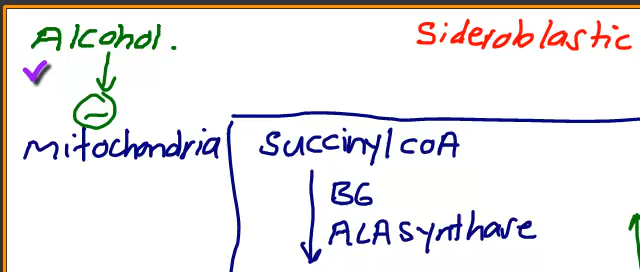 Alcohol.
Sideroblastic
mitochondria
Succinyl coA
B6
ALA synthase